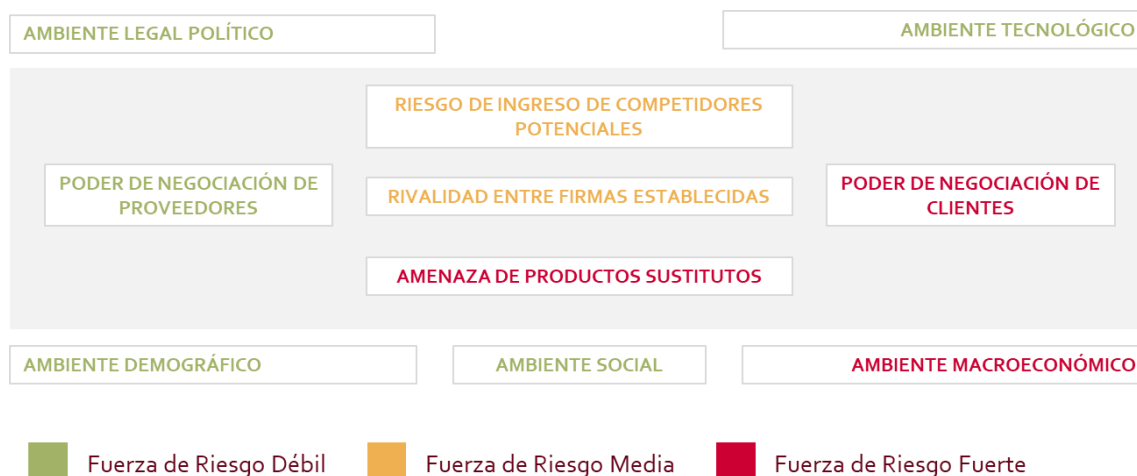 AMBIENTE LEGAL POLÍTICO
AMBIENTE TECNOLÓGICO
RIESGO DE INGRESO DE COMPETIDORES
POTENCIALES
PODER DE NEGOCIACIÓN DE
PROVEEDORES
RIVALIDAD ENTRE FIRMAS ESTABLECIDAS
PODER DE NEGOCIACIÓN DE
CLIENTES
AMENAZA DE PRODUCTOS SUSTITUTOS
AMBIENTE DEMOGRÁFICO
AMBIENTE SOCIAL
AMBIENTE MACROECONÓMICO
Fuerza de Riesgo Débil
Fuerza de Riesgo Media
Fuerza de Riesgo Fuerte